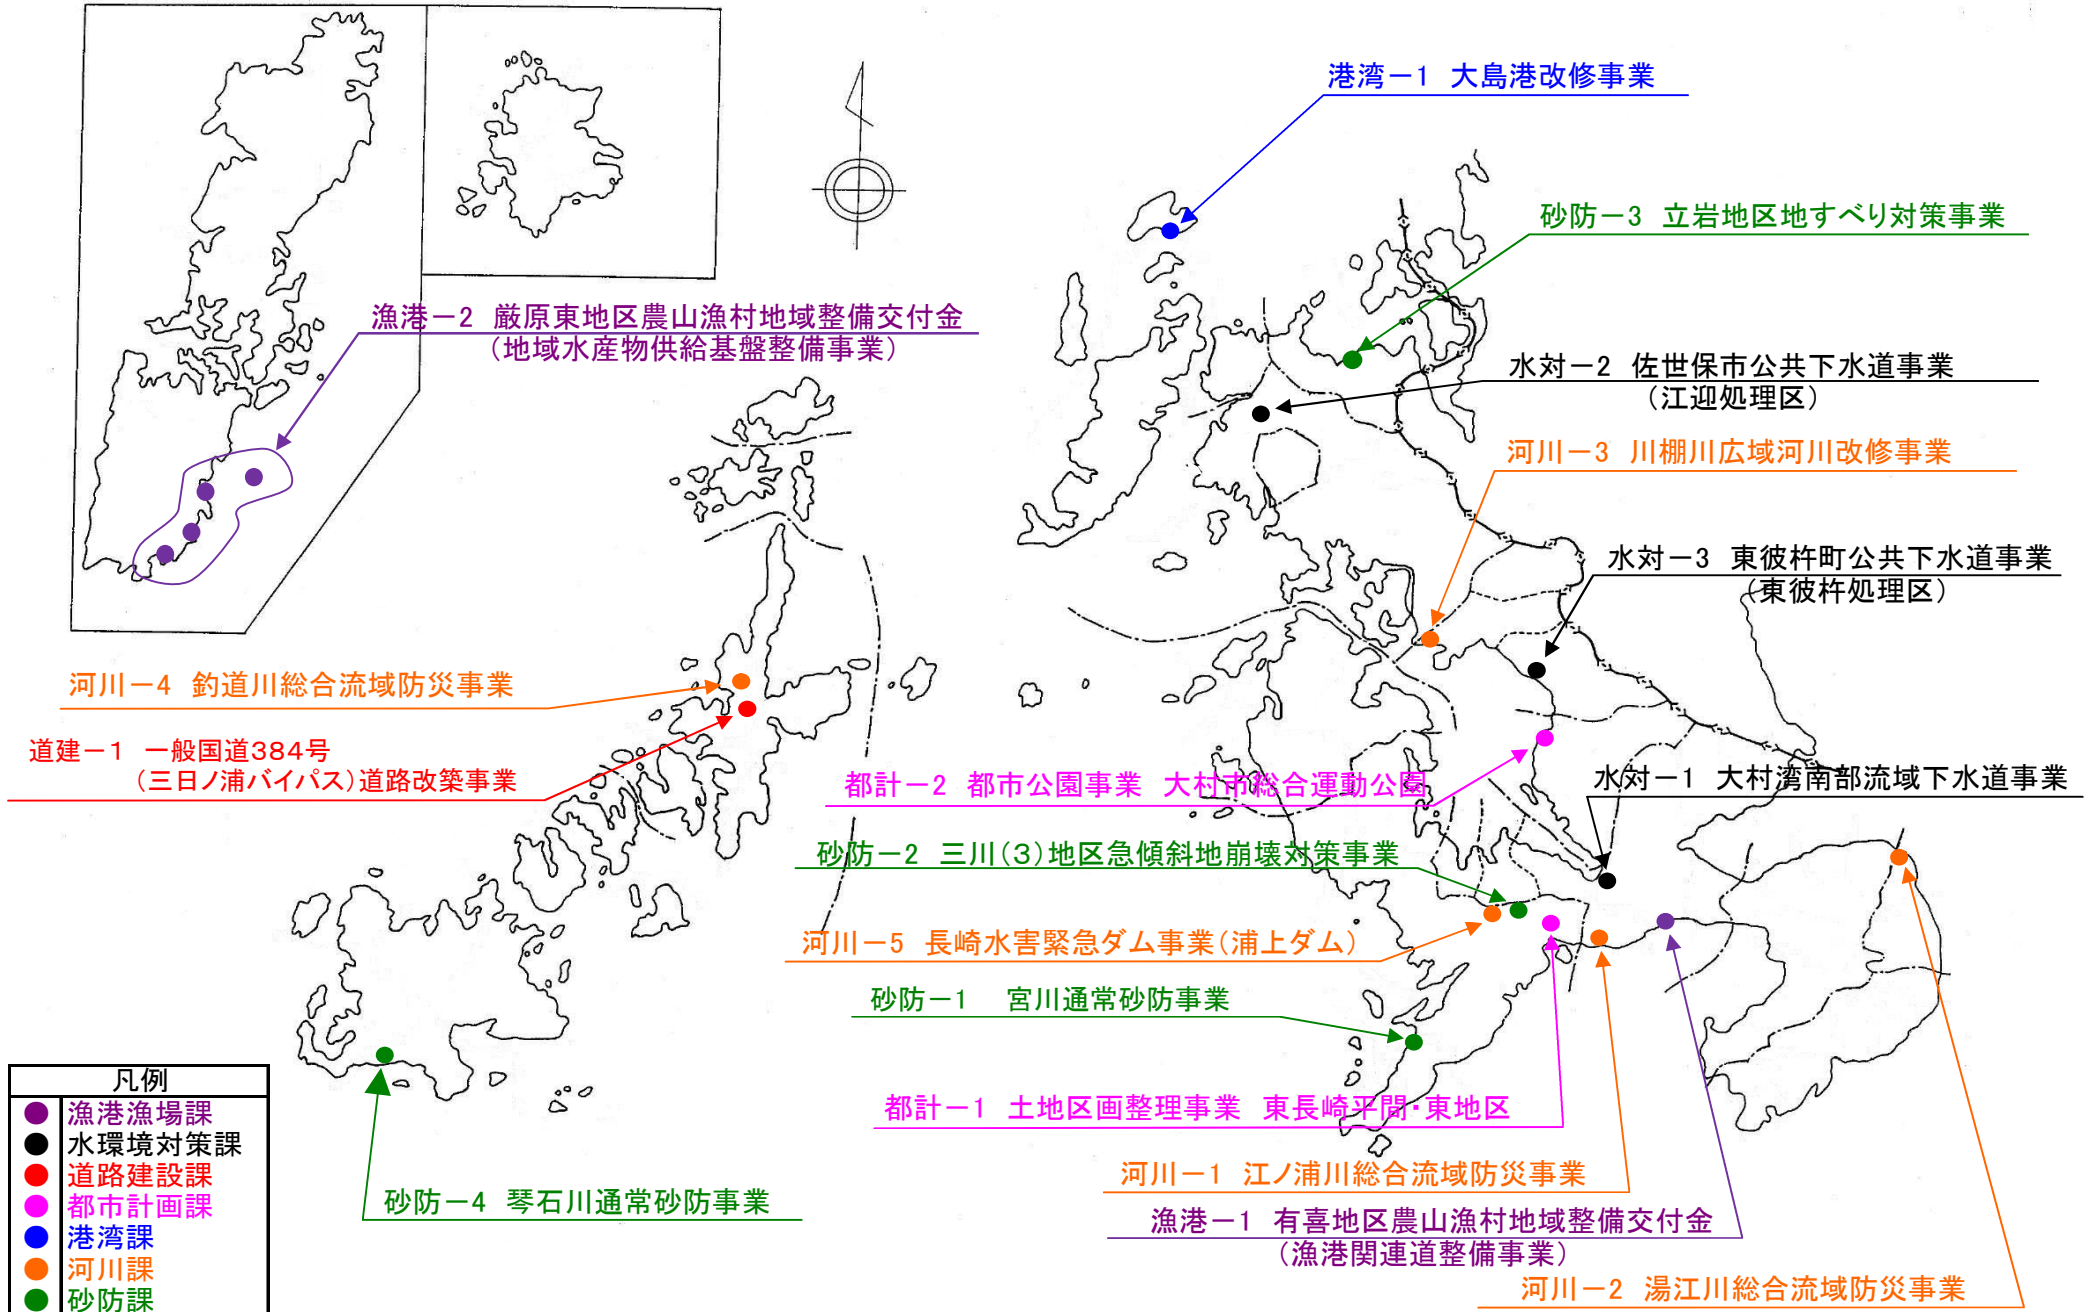 港湾－1 大島港改修事業
砂防－3 立岩地区地すべり対策事業
漁港－2 厳原東地区農山漁村地域整備交付金
（地域水産物供給基盤整備事業）
水対－2 佐世保市公共下水道事業
（江迎処理区）
河川－3 川棚川広域河川改修事業
水対－3 東彼杵町公共下水道事業
（東彼杵処理区）
河川－4 釣道川総合流域防災事業
道建－1 一般国道384号
（三日ノ浦バイパス）道路改築事業
都計－2 都市公園事業 大村市総合運動公園
水対－1 大村湾南部流域下水道事業
砂防－2 三川（3）地区急傾斜地崩壊対策事業
河川－5 長崎水害緊急ダム事業（浦上ダム）
砂防－1 宮川通常砂防事業
都計－1 土地区画整理事業 東長崎平間・東地区
河川－1 江ノ浦川総合流域防災事業
砂防－4 琴石川通常砂防事業
漁港－1 有喜地区農山漁村地域整備交付金
（漁港関連道整備事業）
河川－2 湯江川総合流域防災事業
凡例
漁港漁場課
水環境対策課
道路建設課
都市計画課
港湾課
河川課
砂防課